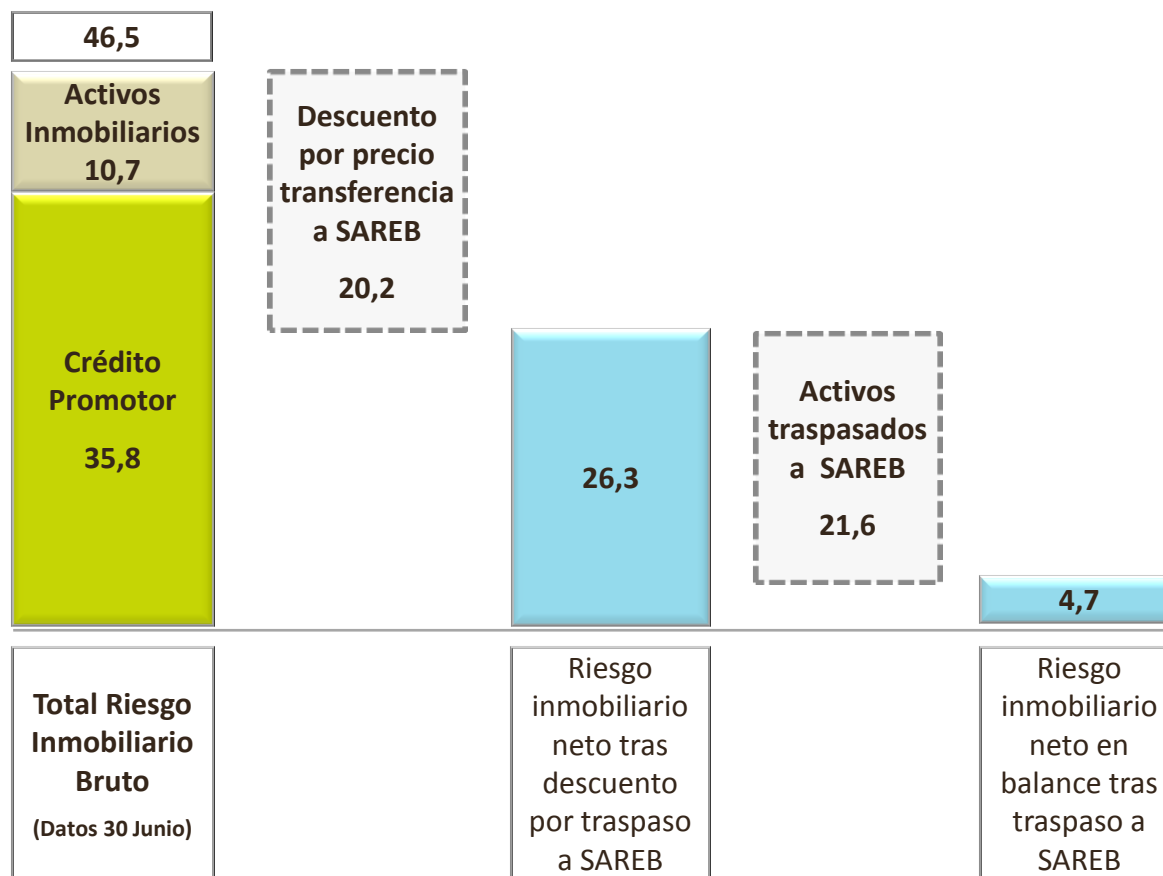 46,5
Activos
Inmobiliarios
10,7
Crédito
Promotor
35,8
Descuento
por precio
transferencia
a SAREB
20,2
26,3
Activos
traspasados
a SAREB
21,6
4,7
Total Riesgo
Inmobiliario
Bruto
(Datos 30 Junio)
Riesgo
inmobiliario
neto tras
descuento
por traspaso
a SAREB
Riesgo
inmobiliario
neto en
balance tras
traspaso a
SAREB